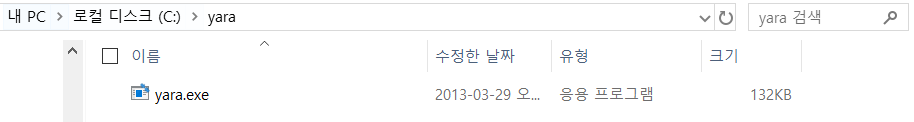 내 PC > 로컬 디스크 (C:) > yara yara 검색
이름 수정한 날짜 유형 크기
yara.exe 2013-03-29 오... 응용 프로그램 132KB